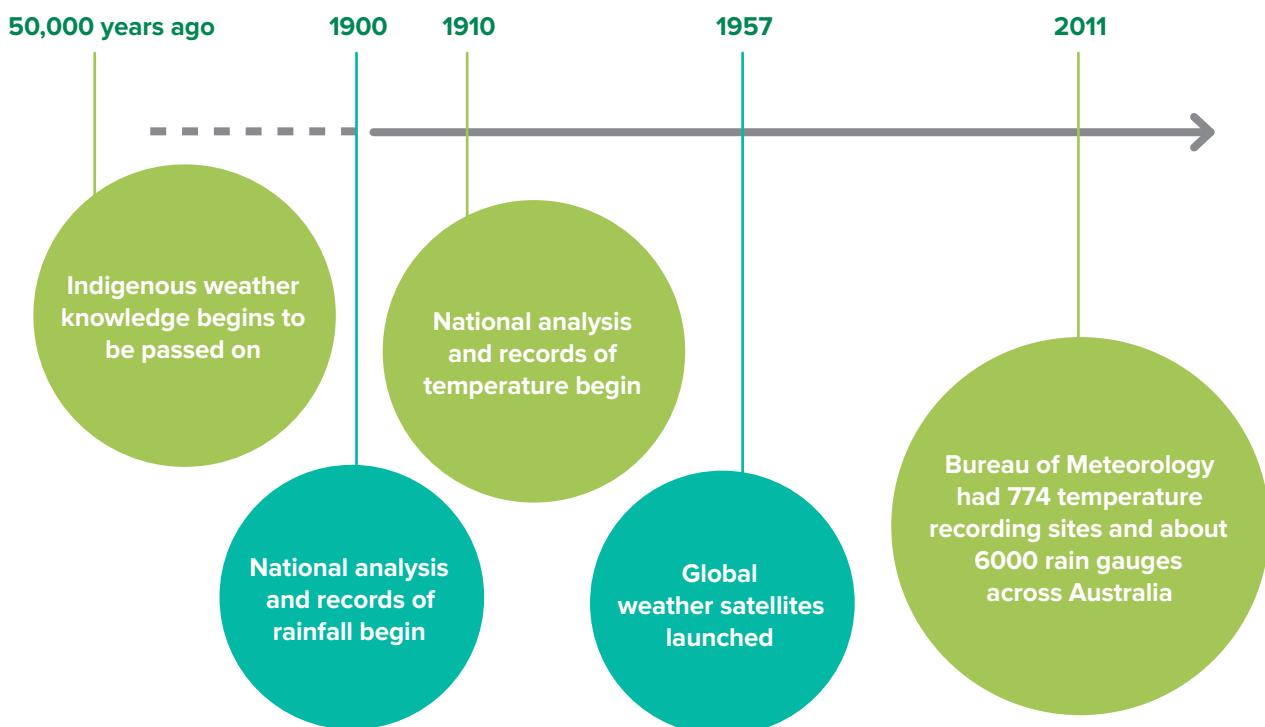 50,000 years ago
1900
1910
1957
2011
Indigenous weather
knowledge begins to
be passed on
National analysis
and records of
rainfall begin
National analysis
and records of
temperature begin
Global
weather satellites
launched
Bureau of Meteorology
had 774 temperature
recording sites and about
6000 rain gauges
across Australia